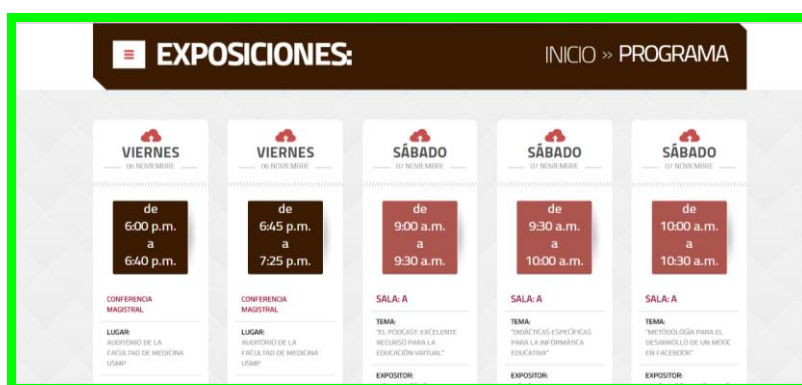 EXPOSICIONES:
INICIO » PROGRAMA
VIERNES
06 NOVIEMBRE
de
6:00 p.m.
a
6:40 p.m.
CONFERENCIA
MAGISTRAL
LUGAR:
AUDITORIO DE LA
FACULTAD DE MEDICINA
USMP
VIERNES
06 NOVIEMBRE
de
6:45 p.m.
a
7:25 p.m.
CONFERENCIA
MAGISTRAL
LUGAR:
AUDITORIO DE LA
FACULTAD DE MEDICINA
USMP
SÁBADO
07 NOVIEMBRE
de
9:00 a.m.
a
9:30 a.m.
SALA: A
TEMA:
"EL PODCAST: EXCELENTE
RECURSO PARA LA
EDUCACIÓN VIRTUAL"
EXPOSITOR:
SÁBADO
07 NOVIEMBRE
de
9:30 a.m.
a
10:00 a.m.
SALA: A
TEMA:
"DIDÁCTICAS ESPECÍFICAS
PARA LA INFORMÁTICA
EDUCATIVA"
EXPOSITOR:
SÁBADO
07 NOVIEMBRE
de
10:00 a.m.
a
10:30 a.m.
SALA: A
TEMA:
"METODOLOGÍA PARA EL
DESARROLLO DE UN MOOC
EN FACEBOOK"
EXPOSITOR: